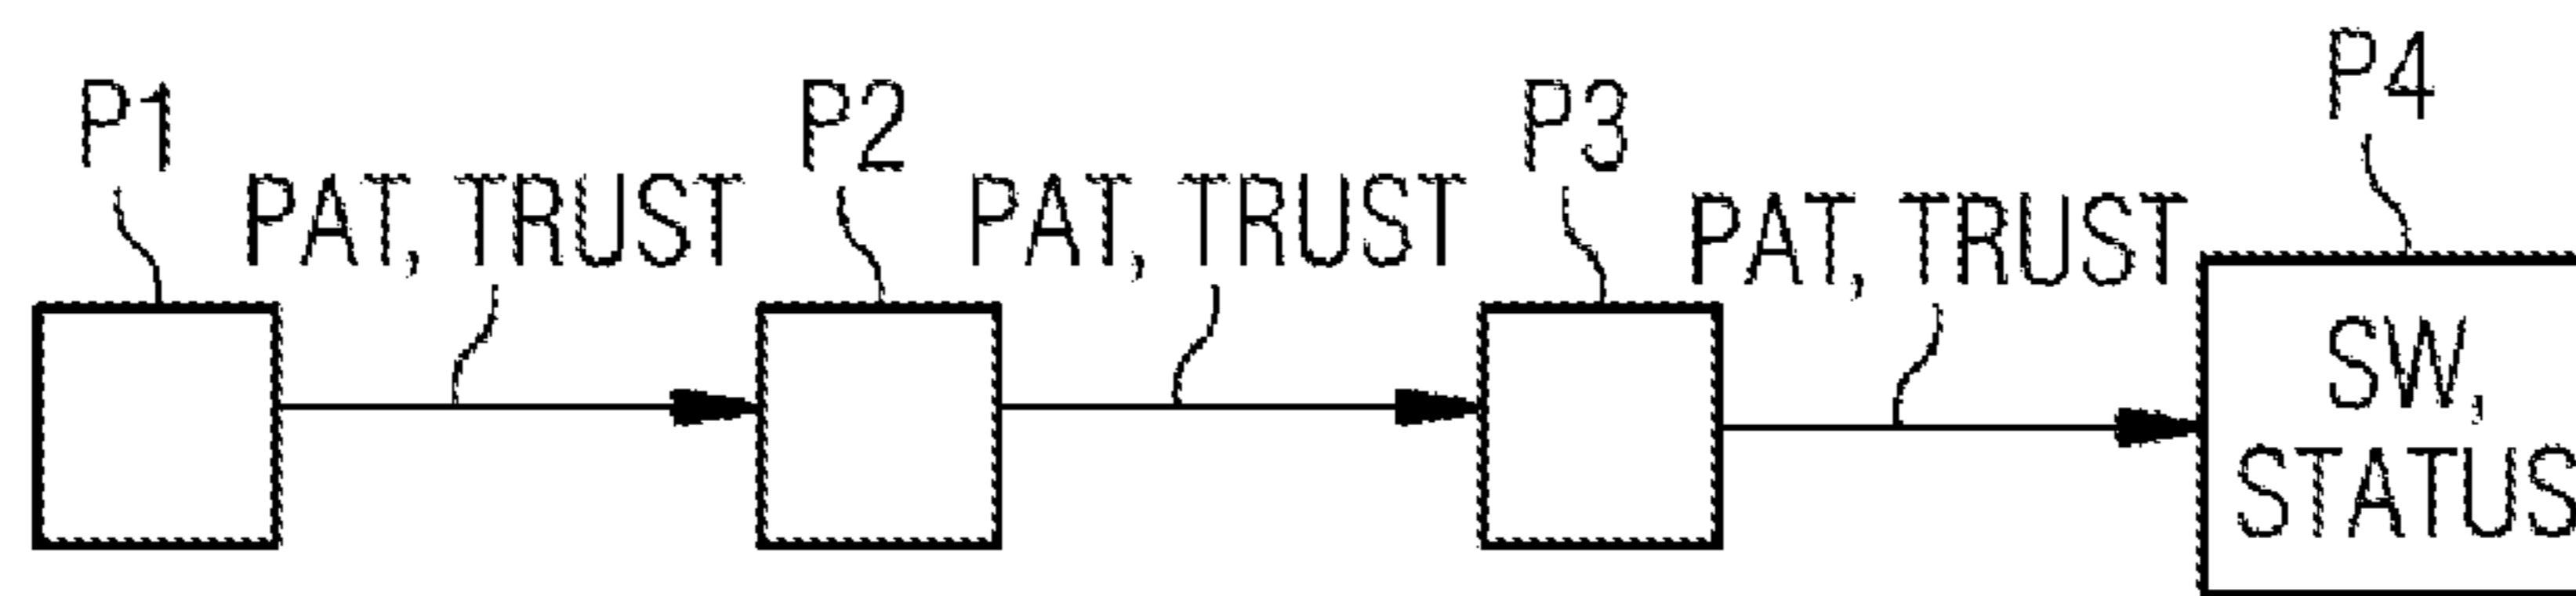 P1
PAT, TRUST
P2
PAT, TRUST
P3
PAT, TRUST
P4
SW,
STATUS